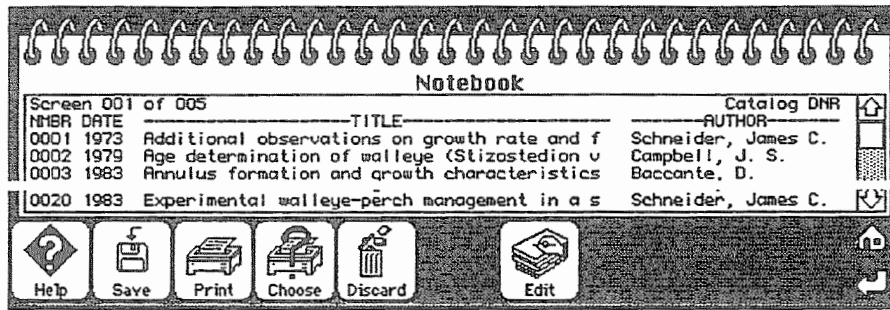 Notebook
Screen 001 of 005 Catalog DNR
NMBR DATE TITLE AUTHOR
0001 1973 Additional observations on growth rate and f Schneider, James C.
0002 1979 Age determination of walleye (Stizostedion v Campbell, J. S.
0003 1983 Annulus formation and growth characteristics Baccante, D.
0020 1983 Experimental walleye-perch management in a s Schneider, James C.
Help Save Print Choose Discard Edit